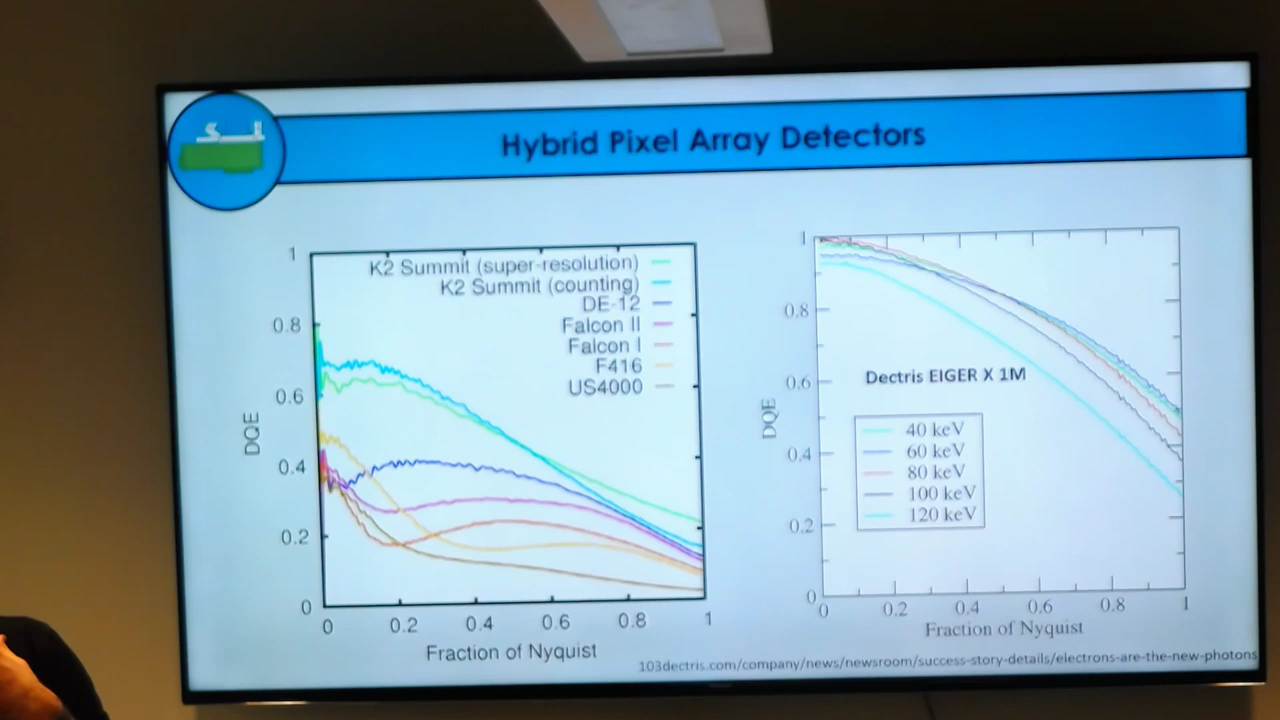 Hybrid Pixel Array Detectors
1
K2 Summit (super-resolution)
K2 Summit (counting)
DE-12
Falcon II
Falcon I
F416
US4000
0.8
0.6
0.4
0.2
0
DQE
0 0.2 0.4 0.6 0.8 1
Fraction of Nyquist
1
0.8
0.6
0.4
0.2
0
DQE
Dectris EIGER X 1M
40 keV
60 keV
80 keV
100 keV
120 keV
0 0.2 0.4 0.6 0.8 1
Fraction of Nyquist
103dectris.com/company/news/newsroom/success-story-details/electrons-are-the-new-photons